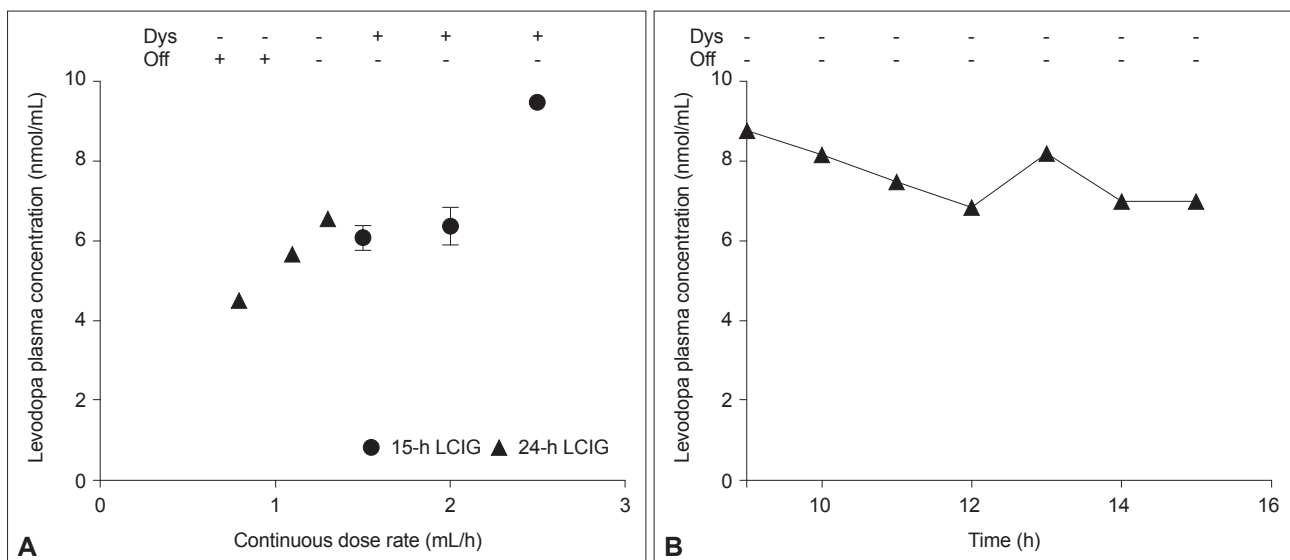 Dys - - - + + +
Off + + - - - -
10
8
6
4
2
0
Levodopa plasma concentration (nmol/mL)
15-h LCIG 24-h LCIG
0 1 2 3
Continuous dose rate (mL/h)
A
Dys - - - - - - -
Off - - - - - - -
10
8
6
4
2
0
Levodopa plasma concentration (nmol/mL)
10 12 14 16
Time (h)
B